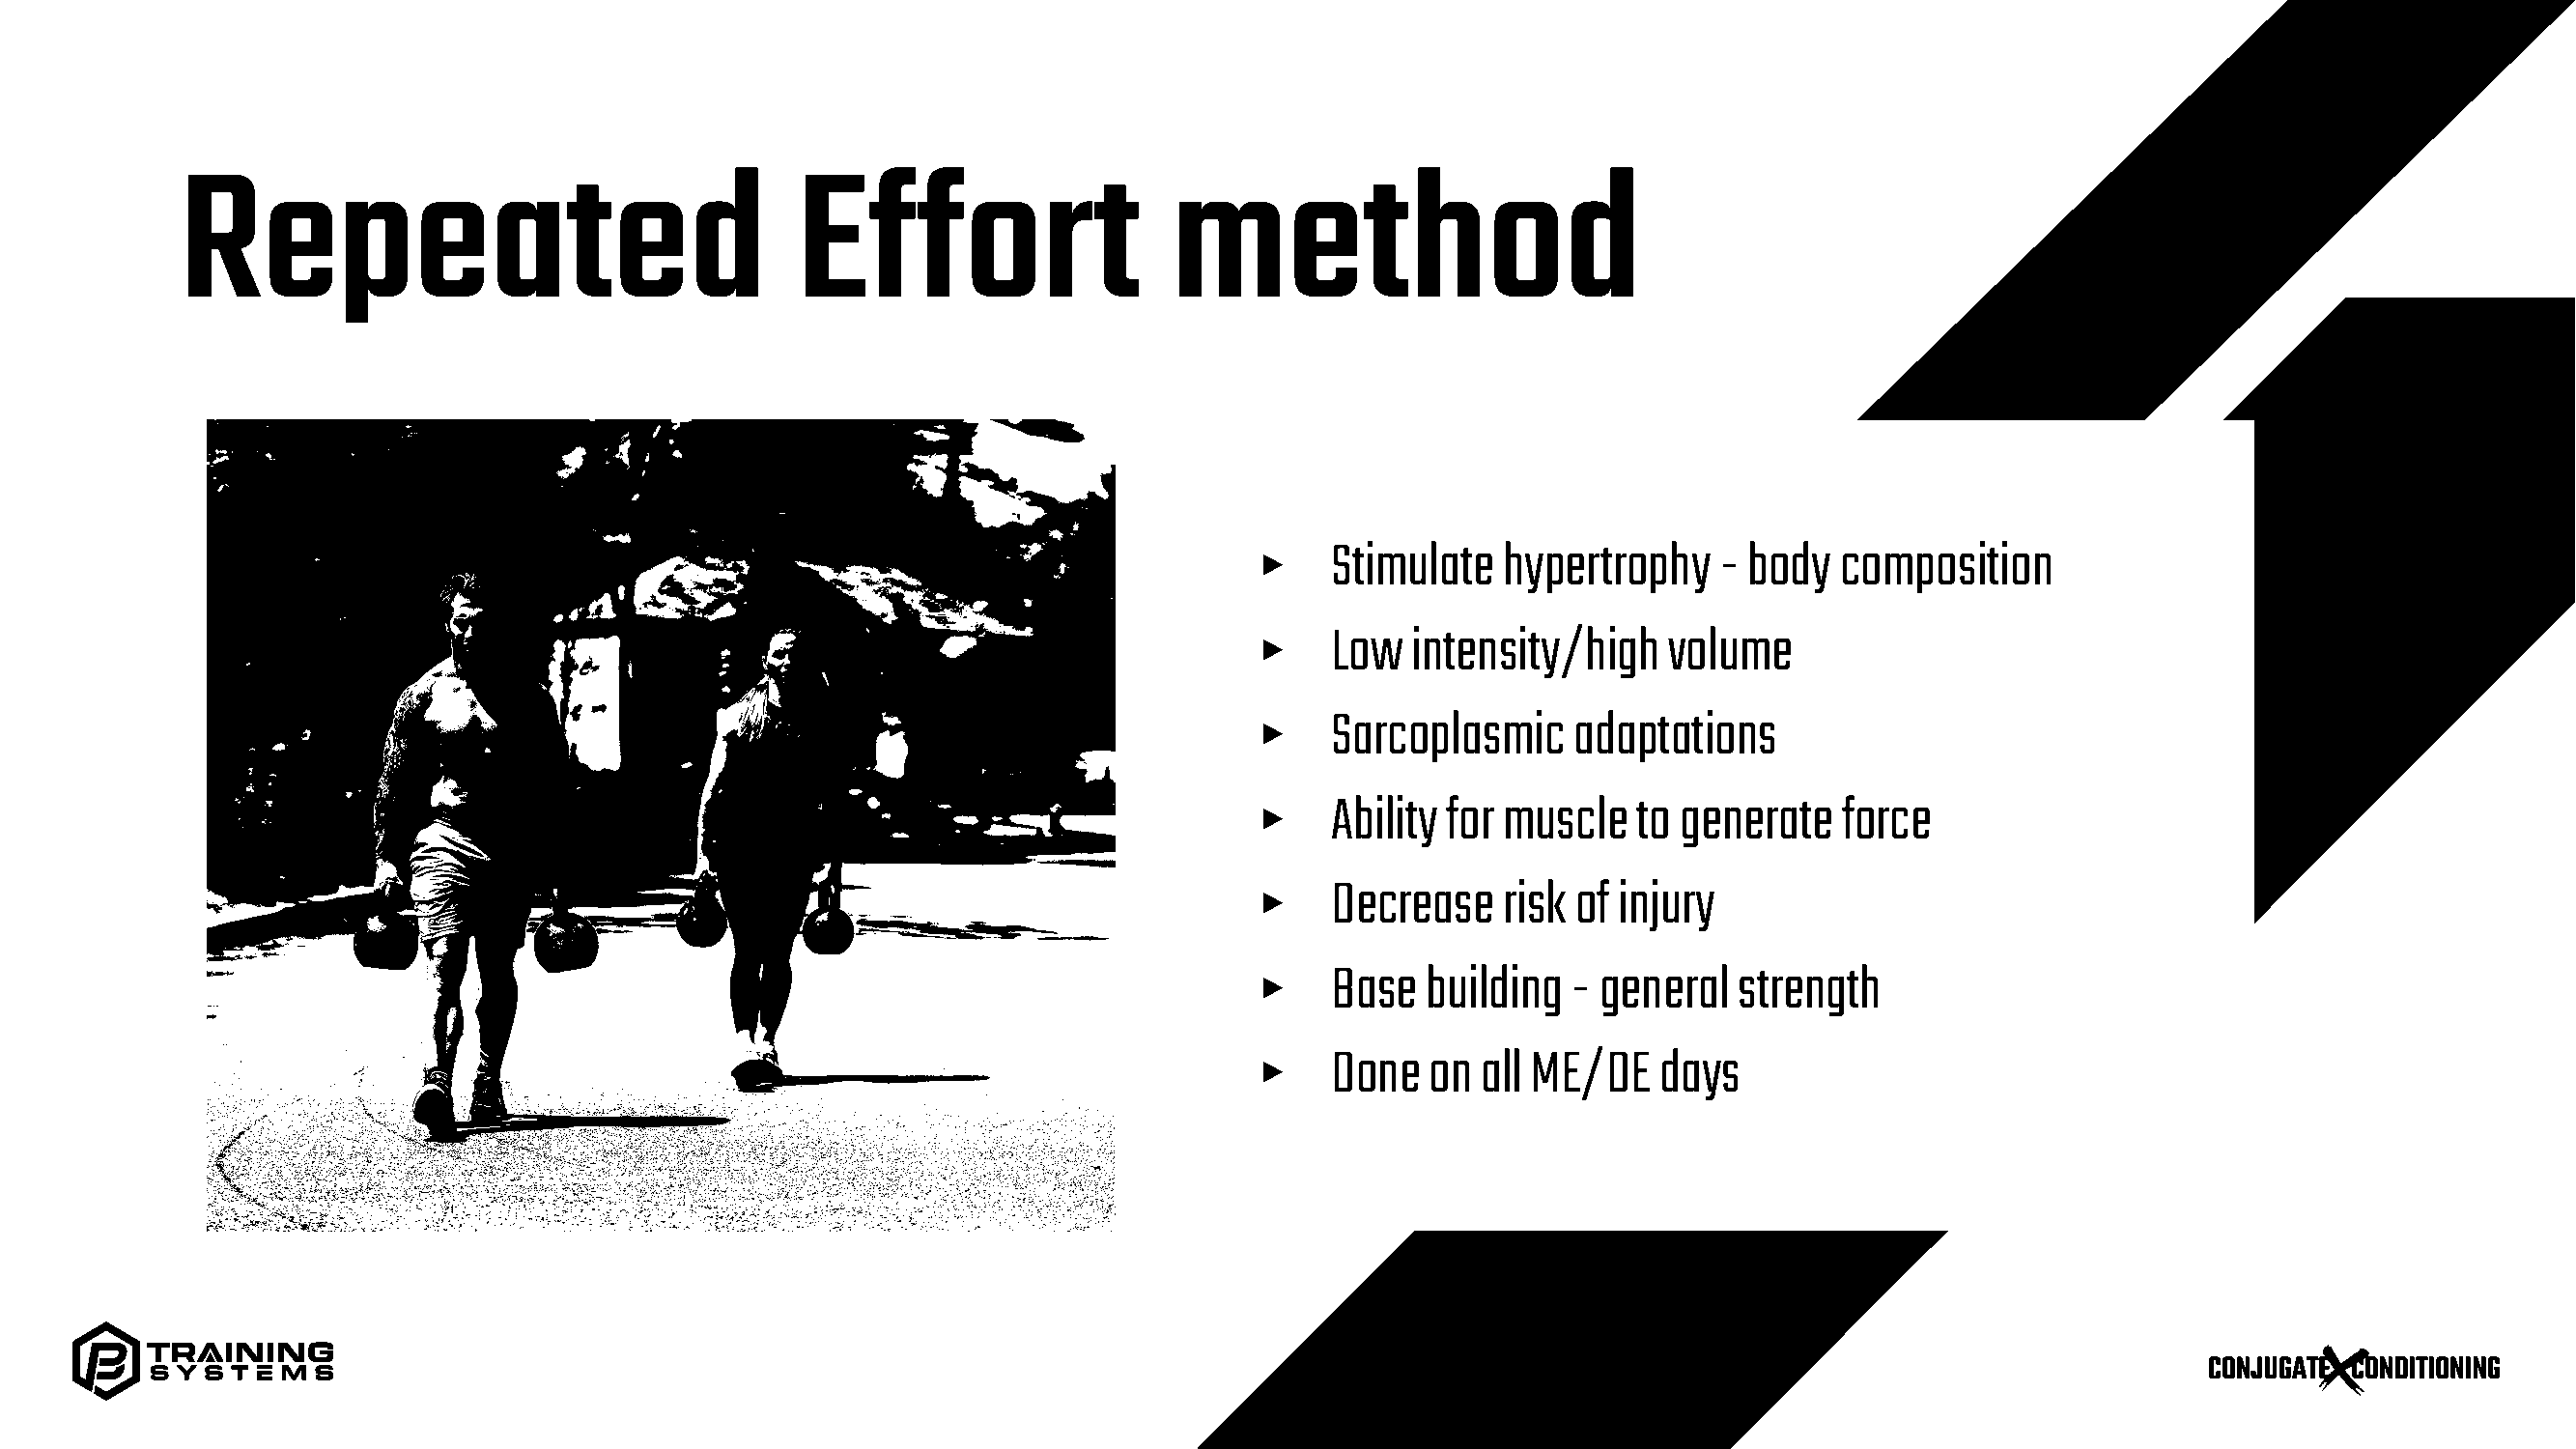 Repeated Effort method
▸ Stimulate hypertrophy - body composition
▸ Low intensity/high volume
▸ Sarcoplasmic adaptations
▸ Ability for muscle to generate force
▸ Decrease risk of injury
▸ Base building - general strength
▸ Done on all ME/DE days
TRAINING
SYSTEMS
CONJUGATE X CONDITIONING